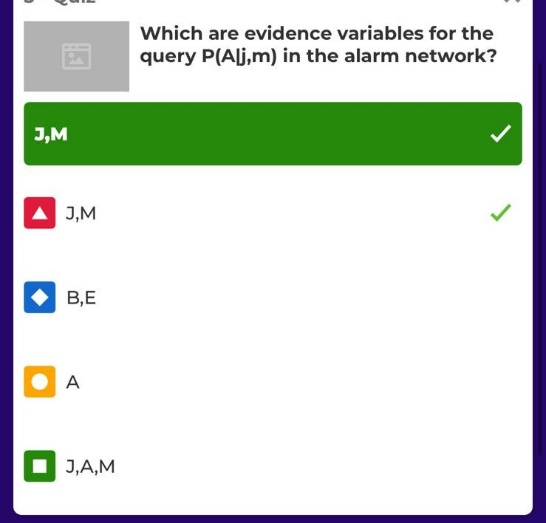 Which are evidence variables for the
query P(A|j,m) in the alarm network?
J,M
J,M
B,E
A
J,A,M